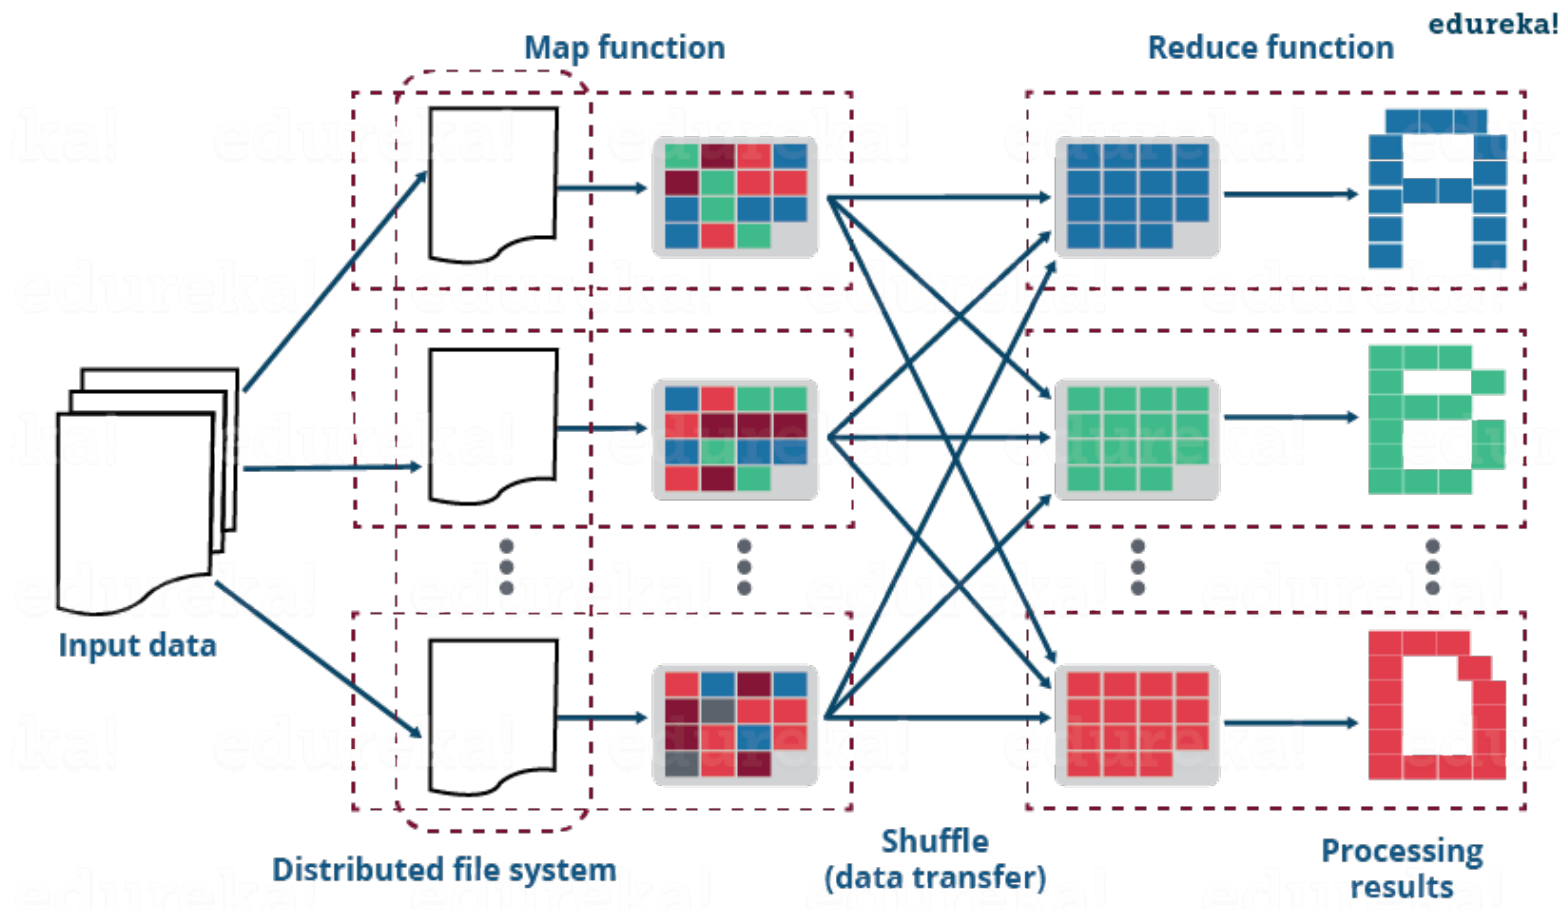 edureka!
Map function
Reduce function
Input data
Distributed file system
Shuffle
(data transfer)
Processing
results